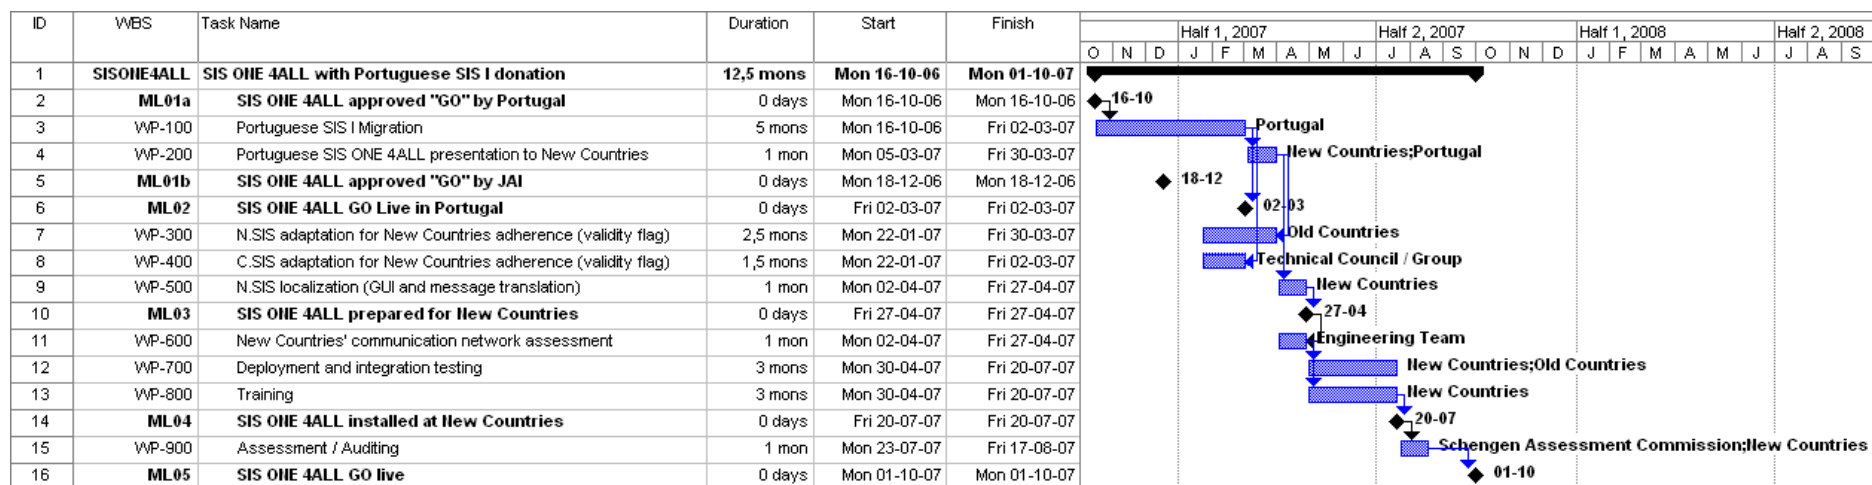 ID WBS Task Name Duration Start Finish Half 1, 2007 Half 2, 2007 Half 1, 2008 Half 2, 2008
O N D J F M A M J J A S O N D J F M A M J J A S
1 SISONE4ALL SIS ONE 4ALL with Portuguese SIS I donation 12,5 mons Mon 16-10-06 Mon 01-10-07
2 ML01a SIS ONE 4ALL approved "GO" by Portugal 0 days Mon 16-10-06 Mon 16-10-06 16-10
3 WP-100 Portuguese SIS I Migration 5 mons Mon 16-10-06 Fri 02-03-07 Portugal
4 WP-200 Portuguese SIS ONE 4ALL presentation to New Countries 1 mon Mon 05-03-07 Fri 30-03-07 New Countries;Portugal
5 ML01b SIS ONE 4ALL approved "GO" by JAI 0 days Mon 18-12-06 Mon 18-12-06 18-12
6 ML02 SIS ONE 4ALL GO Live in Portugal 0 days Fri 02-03-07 Fri 02-03-07 02-03
7 WP-300 N.SIS adaptation for New Countries adherence (validity flag) 2,5 mons Mon 22-01-07 Fri 30-03-07 Old Countries
8 WP-400 C.SIS adaptation for New Countries adherence (validity flag) 1,5 mons Mon 22-01-07 Fri 02-03-07 Technical Council / Group
9 WP-500 N.SIS localization (GUI and message translation) 1 mon Mon 02-04-07 Fri 27-04-07 New Countries
10 ML03 SIS ONE 4ALL prepared for New Countries 0 days Fri 27-04-07 Fri 27-04-07 27-04
11 WP-600 New Countries' communication network assessment 1 mon Mon 02-04-07 Fri 27-04-07 Engineering Team
12 WP-700 Deployment and integration testing 3 mons Mon 30-04-07 Fri 20-07-07 New Countries;Old Countries
13 WP-800 Training 3 mons Mon 30-04-07 Fri 20-07-07 New Countries
14 ML04 SIS ONE 4ALL installed at New Countries 0 days Fri 20-07-07 Fri 20-07-07 20-07
15 WP-900 Assessment / Auditing 1 mon Mon 23-07-07 Fri 17-08-07 Schengen Assessment Commission;New Countries
16 ML05 SIS ONE 4ALL GO live 0 days Mon 01-10-07 Mon 01-10-07 01-10